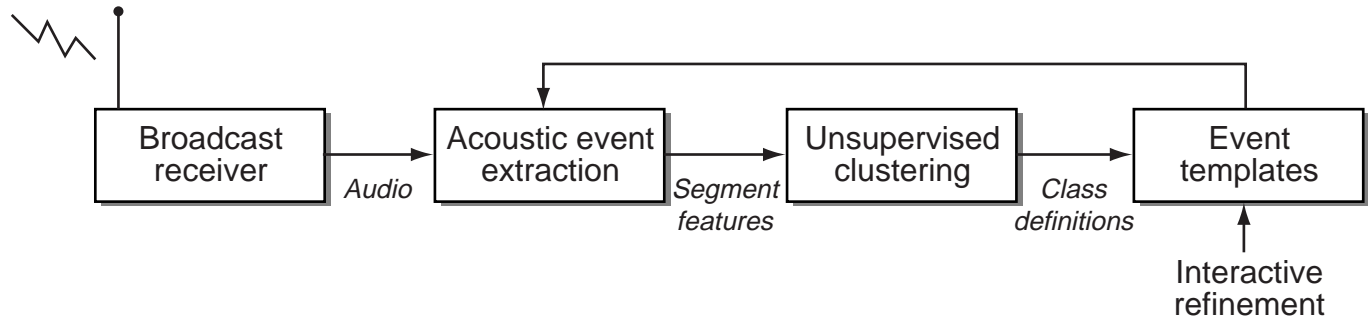 Broadcast
receiver
Audio
Acoustic event
extraction
Segment
features
Unsupervised
clustering
Class
definitions
Event
templates
Interactive
refinement